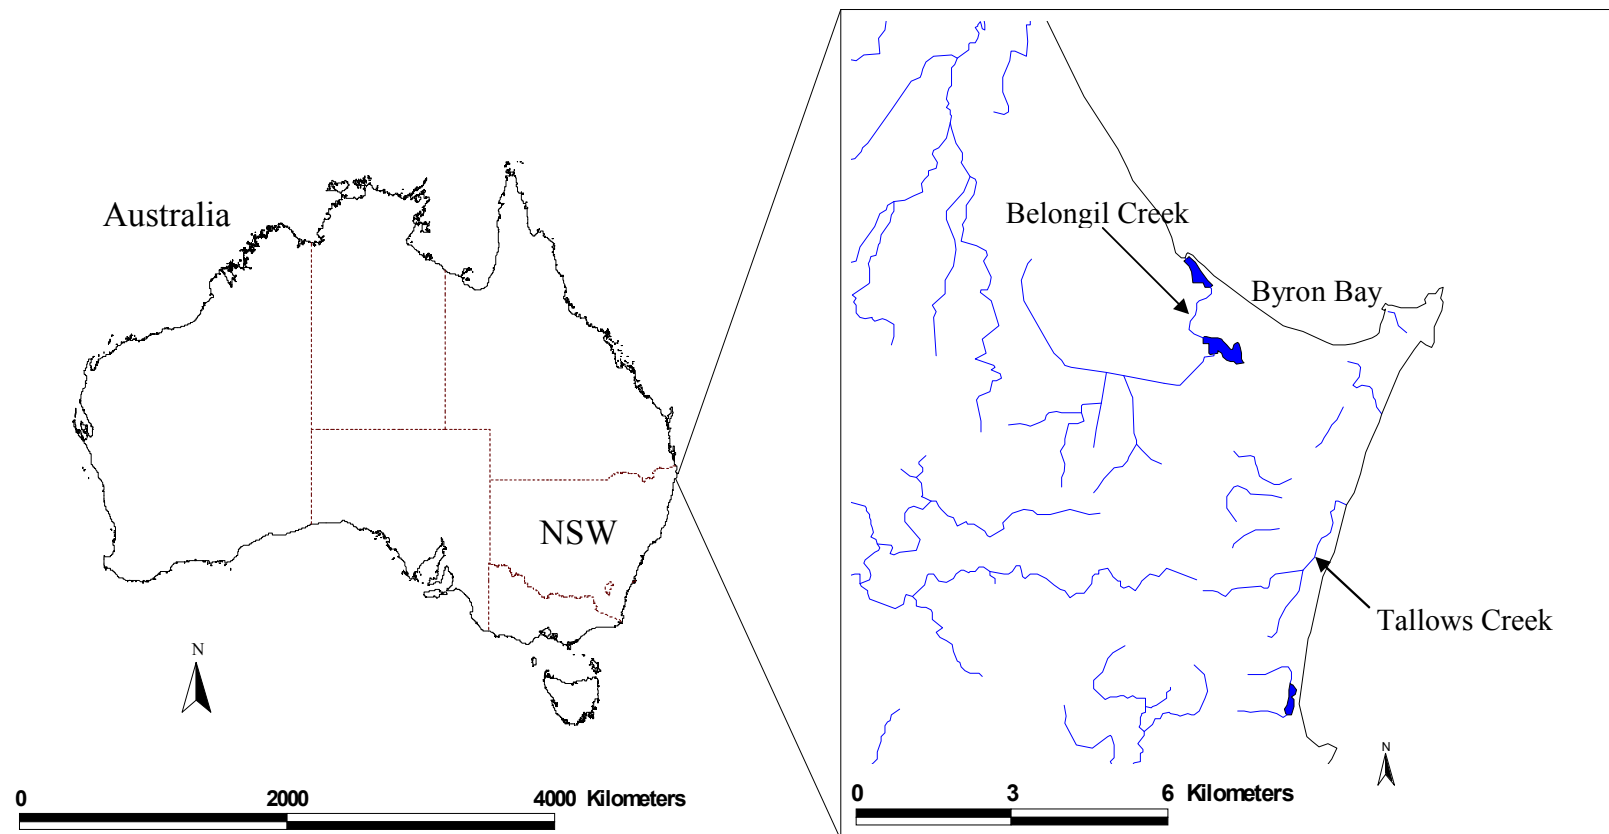 Australia
NSW
N
0 2000 4000 Kilometers
Belongil Creek
Byron Bay
Tallows Creek
N
0 3 6 Kilometers